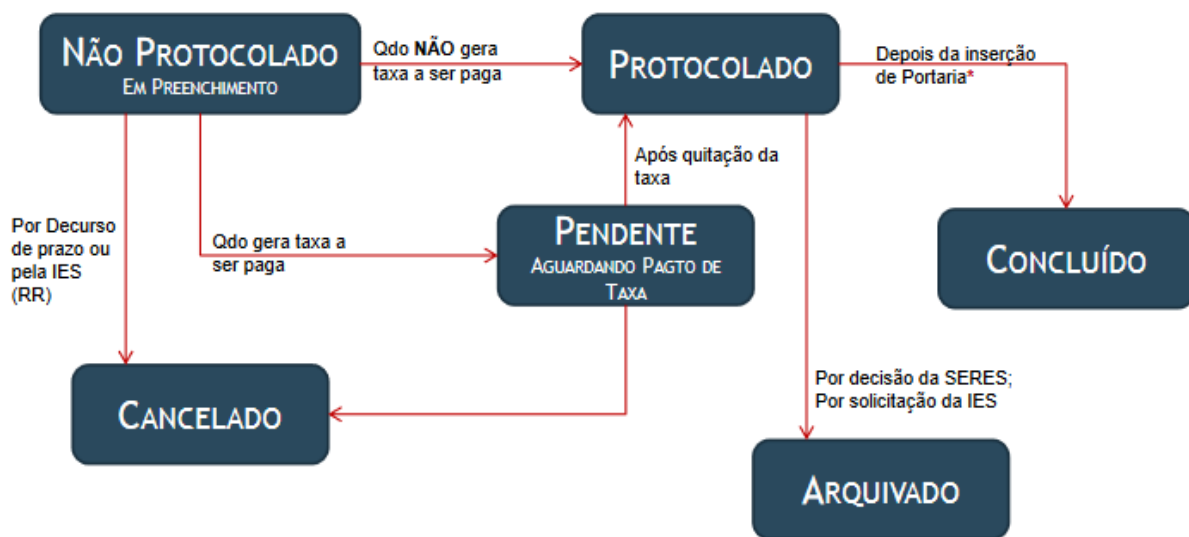 NÃO PROTOCOLADO
EM PREENCHIMENTO
Qdo NÃO gera
taxa a ser paga
PROTOCOLADO
Depois da inserção
de Portaria*
Após quitação da
taxa
Por Decurso
de prazo ou
pela IES
(RR)
Qdo gera taxa a
ser paga
PENDENTE
AGUARDANDO PAGTO DE
TAXA
CONCLUÍDO
CANCELADO
Por decisão da SERES;
Por solicitação da IES
ARQUIVADO